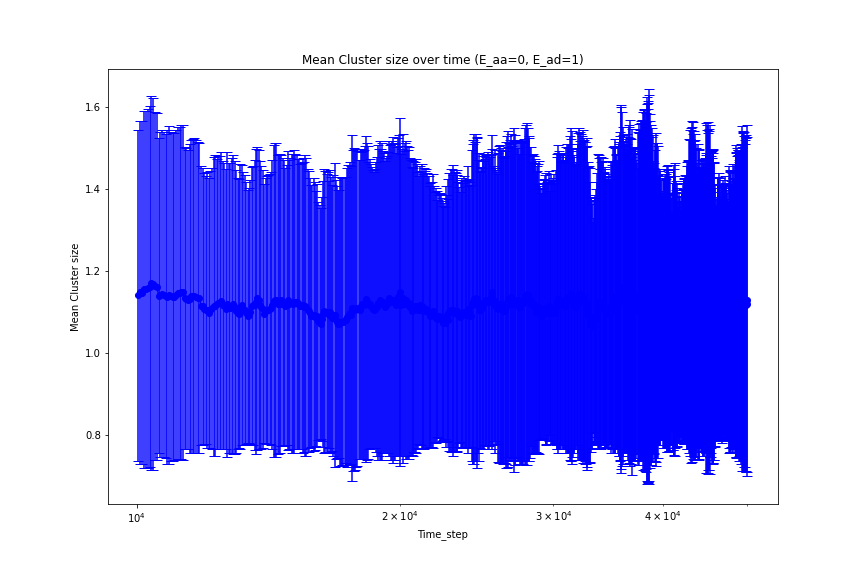 Mean Cluster size over time (E_aa=0, E_ad=1)
1.6
1.4
1.2
1.0
0.8
Mean Cluster size
10⁴
2 × 10⁴
3 × 10⁴
4 × 10⁴
Time_step